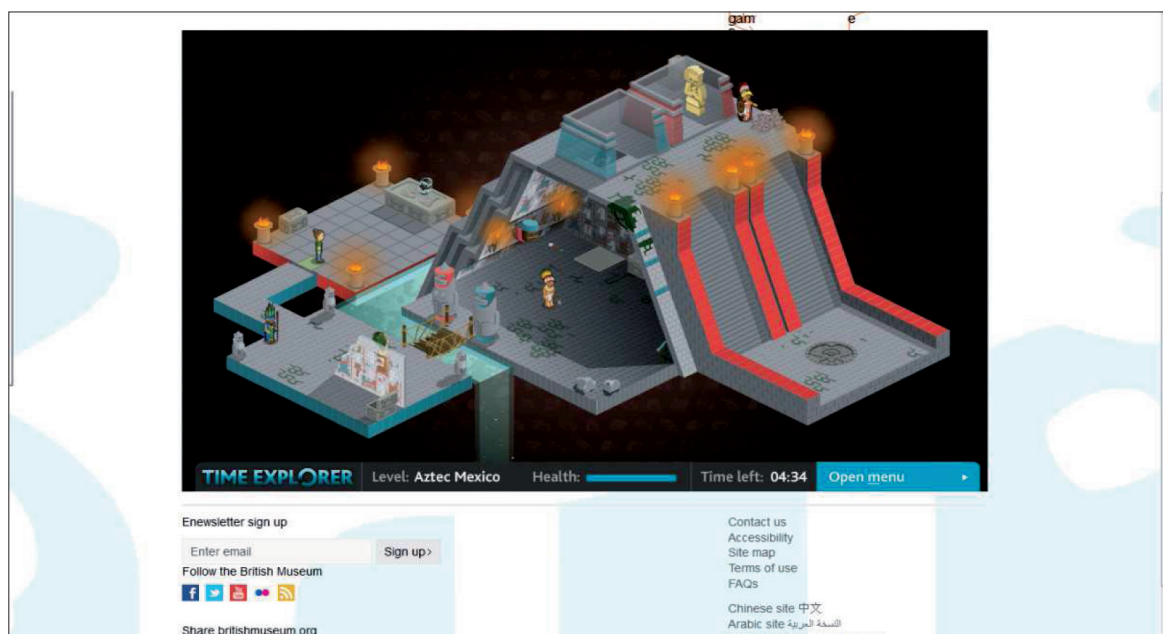 gam
e
TIME EXPLORER
Level: Aztec Mexico
Health:
Time left: 04:34
Open menu
Enewsletter sign up
Enter email
Sign up›
Follow the British Museum
Share britishmuseum.org
Contact us
Accessibility
Site map
Terms of use
FAQs
Chinese site 中文
Arabic site النسخة العربية